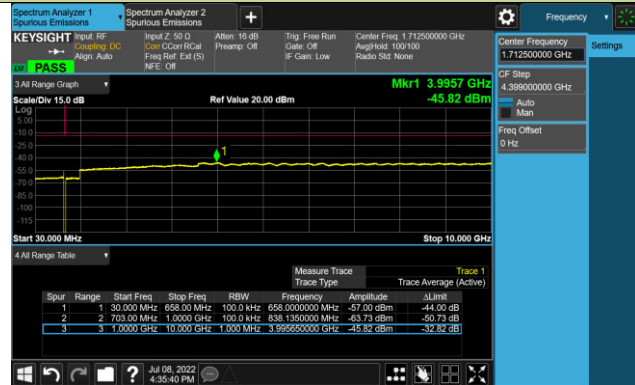 Spectrum Analyzer 1
Spurious Emissions
Spectrum Analyzer 2
Spurious Emissions
Frequency
KEYSIGHT
PASS
Input: RF
Coupling: DC
Align: Auto
Input Z: 50 Ω
Corr CCorr RCal
Freq Ref: Ext (S)
NFE: Off
Atten: 16 dB
Preamp: Off
Trig: Free Run
Gate: Off
IF Gain: Low
Center Freq: 1.712500000 GHz
Avg|Hold: 100/100
Radio Std: None
Center Frequency
1.712500000 GHz
Settings
CF Step
4.399000000 GHz
Auto
Man
Freq Offset
0 Hz
3 All Range Graph
Mkr1 3.9957 GHz
-45.82 dBm
Scale/Div 15.0 dB
Ref Value 20.00 dBm
Log
5.00
-10.0
-25.0
-40.0
-55.0
-70.0
-85.0
-100
-115
1
Start 30.000 MHz
Stop 10.000 GHz
4 All Range Table
Measure Trace Trace 1
Trace Type Trace Average (Active)
Spur Range Start Freq Stop Freq RBW Frequency Amplitude ΔLimit
1 1 30.000 MHz 658.00 MHz 100.0 kHz 658.0000000 MHz -57.00 dBm -44.00 dB
2 2 703.00 MHz 1.0000 GHz 100.0 kHz 838.1350000 MHz -63.73 dBm -50.73 dB
3 3 1.0000 GHz 10.000 GHz 1.000 MHz 3.995650000 GHz -45.82 dBm -32.82 dB
Jul 08, 2022
4:35:40 PM